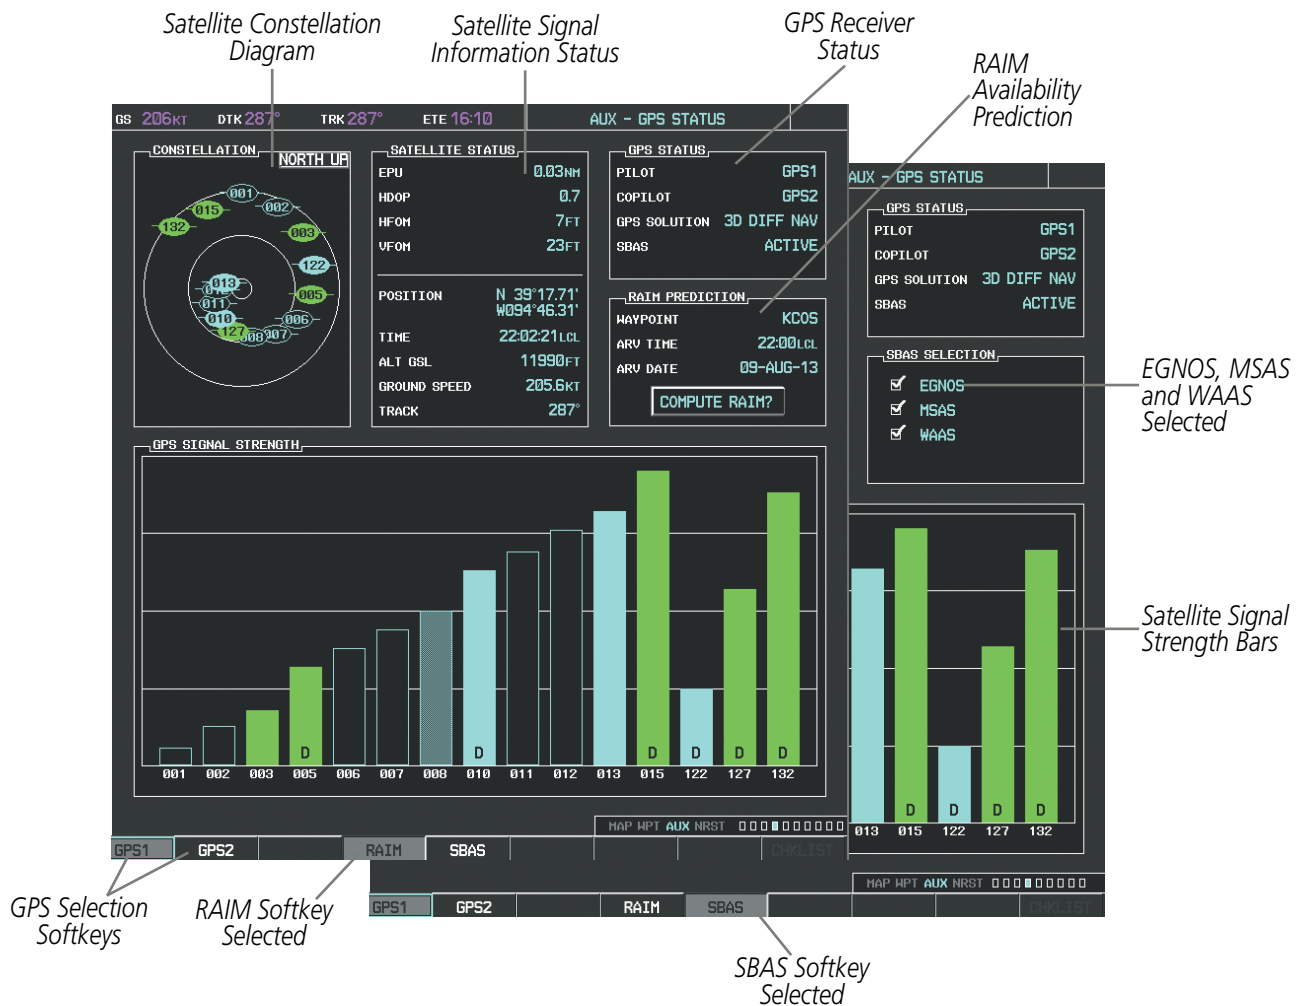 Satellite Constellation
Diagram
Satellite Signal
Information Status
GPS Receiver
Status
RAIM
Availability
Prediction
GS 206KT DTK 287° TRK 287° ETE 16:10 AUX - GPS STATUS
CONSTELLATION
NORTH UP
001
002
015
132
003
122
013
005
011
010
006
127
008
007
SATELLITE STATUS
EPU 0.03NM
HDOP 0.7
HFOM 7FT
VFOM 23FT
POSITION N 39°17.71'
W094°46.31'
TIME 22:02:21LCL
ALT GSL 11990FT
GROUND SPEED 205.6KT
TRACK 287°
GPS STATUS
PILOT GPS1
COPILOT GPS2
GPS SOLUTION 3D DIFF NAV
SBAS ACTIVE
RAIM PREDICTION
WAYPOINT KCOS
ARV TIME 22:00LCL
ARV DATE 09-AUG-13
COMPUTE RAIM?
GPS SIGNAL STRENGTH
D D D D D
001 002 003 005 006 007 008 010 011 012 013 015 122 127 132
MAP WPT AUX NRST
GPS1 GPS2 RAIM SBAS CHKLIST
AUX - GPS STATUS
GPS STATUS
PILOT GPS1
COPILOT GPS2
GPS SOLUTION 3D DIFF NAV
SBAS ACTIVE
SBAS SELECTION
EGNOS
MSAS
WAAS
EGNOS, MSAS
and WAAS
Selected
Satellite Signal
Strength Bars
D D D D
013 015 122 127 132
MAP WPT AUX NRST
GPS1 GPS2 RAIM SBAS CHKLIST
GPS Selection
Softkeys
RAIM Softkey
Selected
SBAS Softkey
Selected